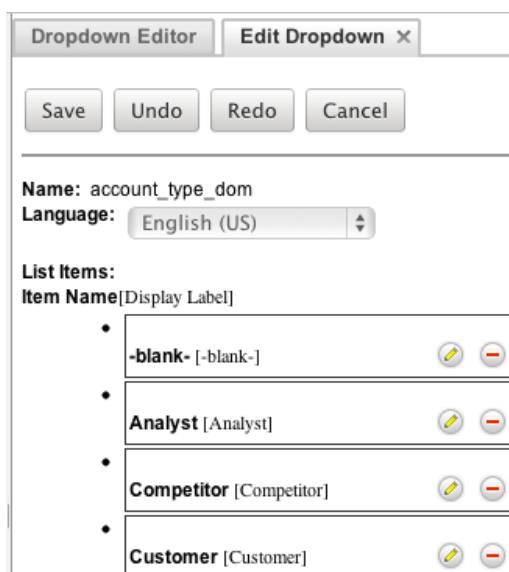 Dropdown Editor Edit Dropdown ×
Save Undo Redo Cancel
Name: account_type_dom
Language: English (US)
List Items:
Item Name[Display Label]
-blank- [-blank-]
Analyst [Analyst]
Competitor [Competitor]
Customer [Customer]